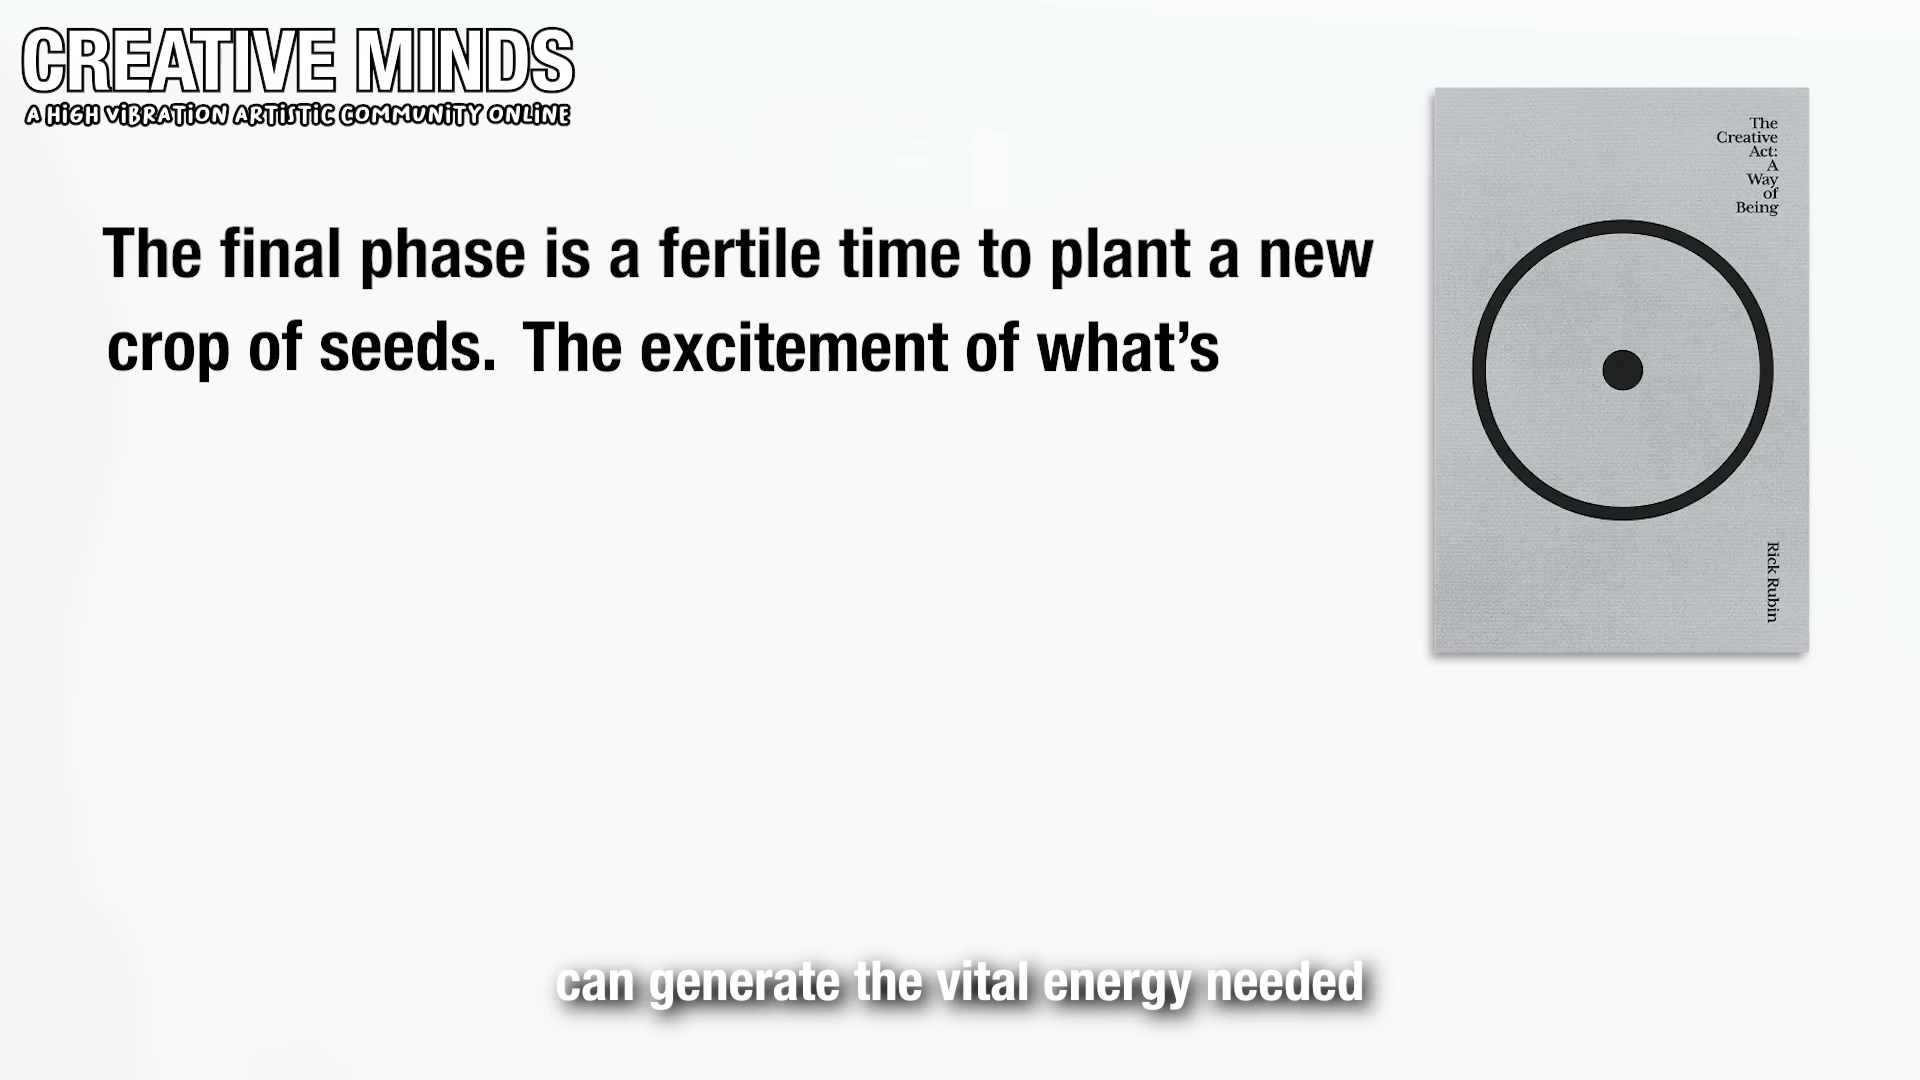 CREATIVE MINDS
A HIGH VIBRATION ARTISTIC COMMUNITY ONLINE
The final phase is a fertile time to plant a new
crop of seeds. The excitement of what’s
The
Creative
Act:
A
Way
of
Being
Rick Rubin
can generate the vital energy needed